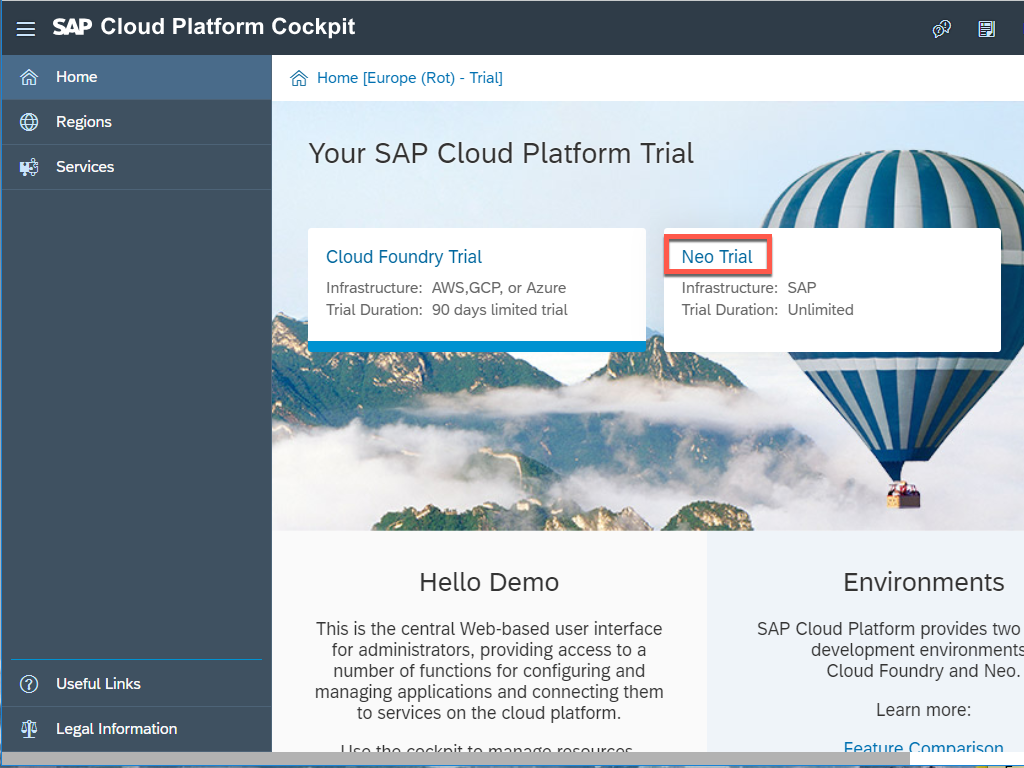 SAP Cloud Platform Cockpit
Home
Regions
Services
Useful Links
Legal Information
Home [Europe (Rot) - Trial]
Your SAP Cloud Platform Trial
Cloud Foundry Trial
Infrastructure: AWS,GCP, or Azure
Trial Duration: 90 days limited trial
Neo Trial
Infrastructure: SAP
Trial Duration: Unlimited
Hello Demo
This is the central Web-based user interface
for administrators, providing access to a
number of functions for configuring and
managing applications and connecting them
to services on the cloud platform.
Use the cockpit to manage resources,
Environments
SAP Cloud Platform provides two
development environments
Cloud Foundry and Neo.
Learn more:
Feature Comparison